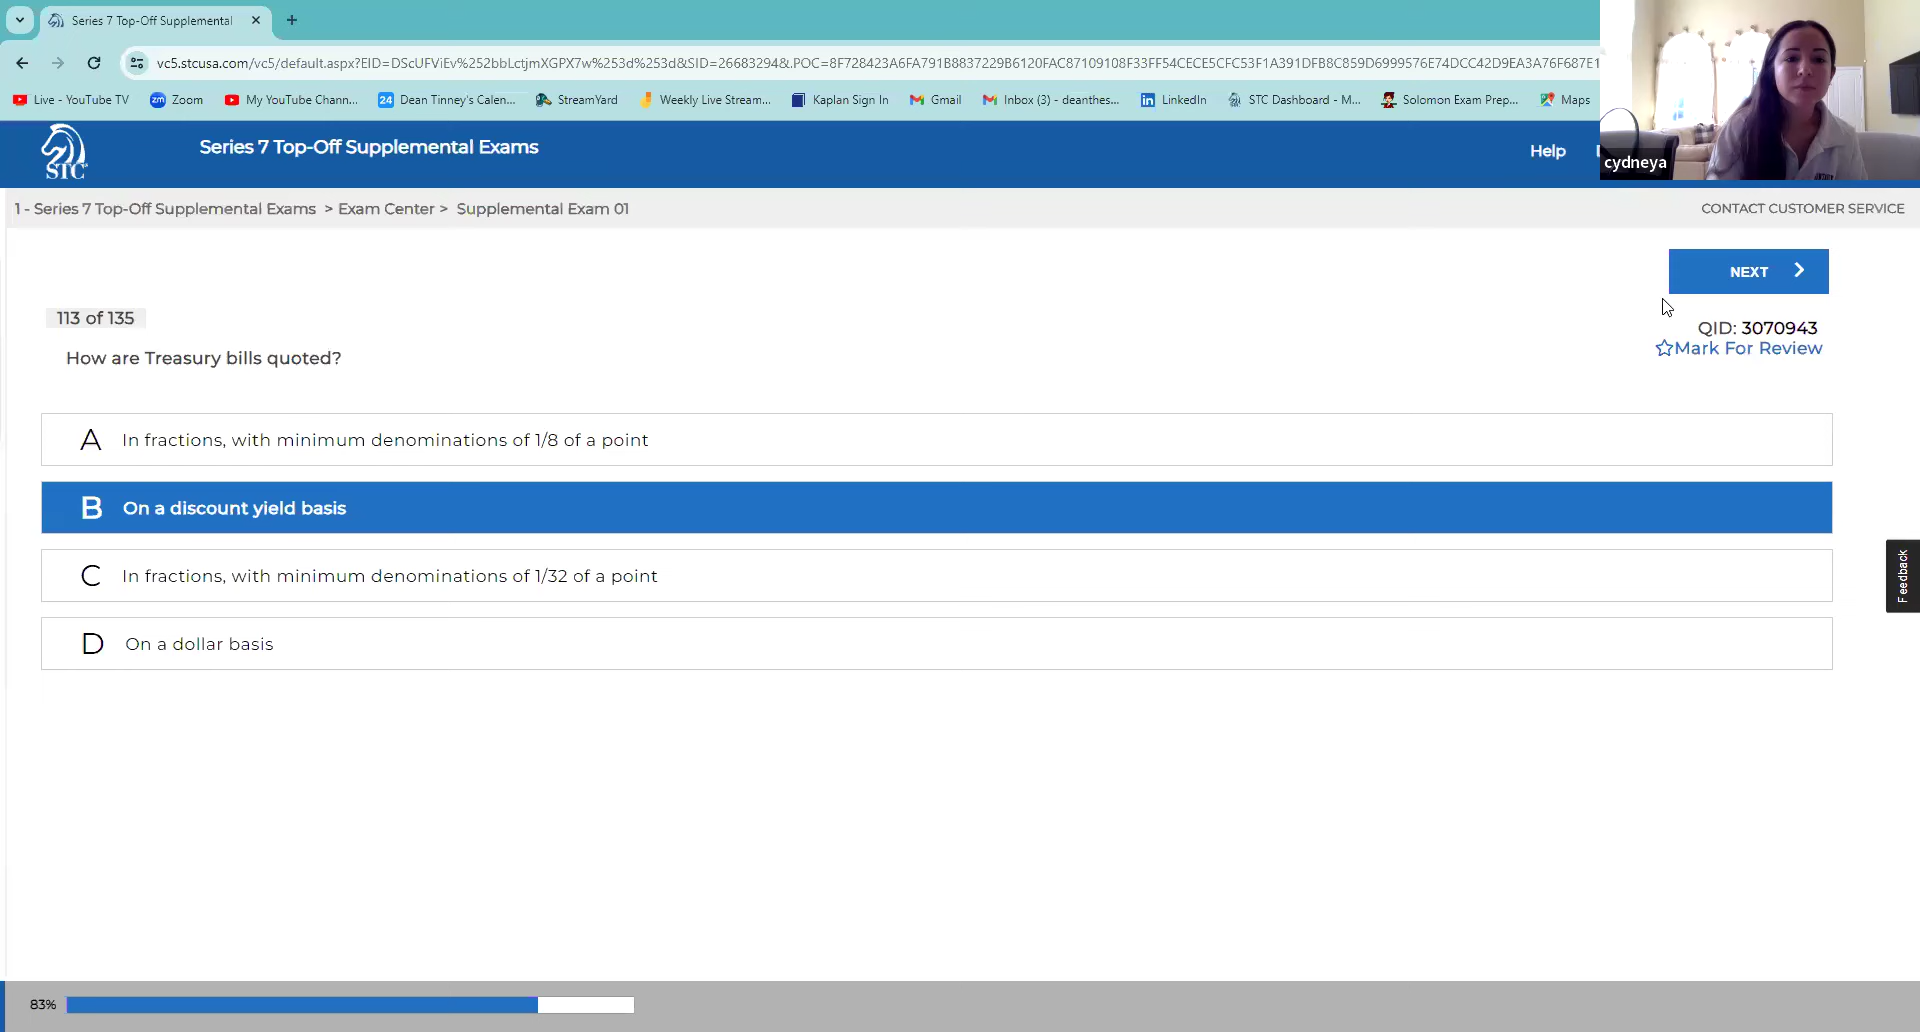 Series 7 Top-Off Supplemental
vc5.stcusa.com/vc5/default.aspx?EID=DScUFViEv%252bbLctjmXGPX7w%253d%253d&SID=26683294&.POC=8F728423A6FA791B8837229B6120FAC87109108F33FF54CECE5CFC53F1A391DFB8C859D6999576E74DCC42D9EA3A76F687E1
Live - YouTube TV
zm Zoom
My YouTube Chann...
24 Dean Tinney's Calen...
StreamYard
Weekly Live Stream...
Kaplan Sign In
Gmail
Inbox (3) - deanthes...
in LinkedIn
STC Dashboard - M...
Solomon Exam Prep...
Maps
STC
Series 7 Top-Off Supplemental Exams
Help
cydneya
1 - Series 7 Top-Off Supplemental Exams > Exam Center > Supplemental Exam 01
CONTACT CUSTOMER SERVICE
NEXT
113 of 135
QID: 3070943
Mark For Review
How are Treasury bills quoted?
A In fractions, with minimum denominations of 1/8 of a point
B On a discount yield basis
C In fractions, with minimum denominations of 1/32 of a point
D On a dollar basis
Feedback
83%